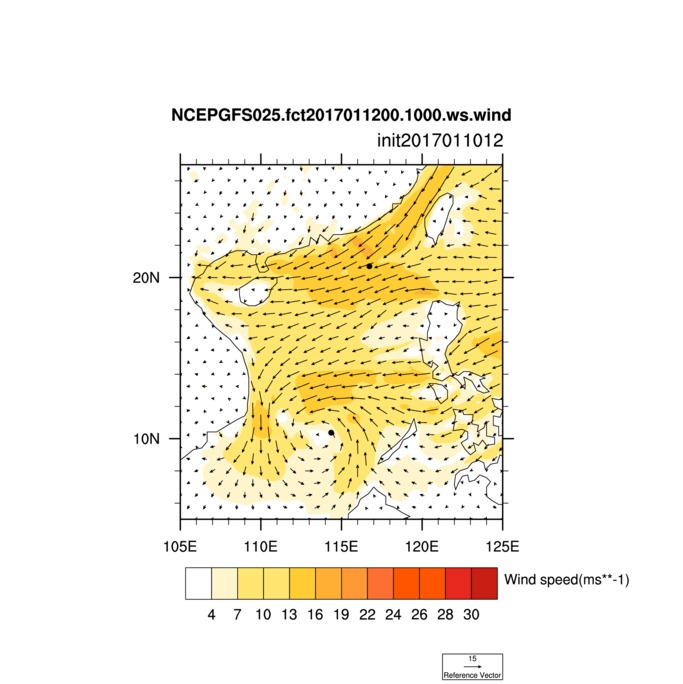 NCEPGFS025.fct2017011200.1000.ws.wind
init2017011012
20N
10N
105E 110E 115E 120E 125E
Wind speed(ms**-1)
4 7 10 13 16 19 22 24 26 28 30
15
Reference Vector